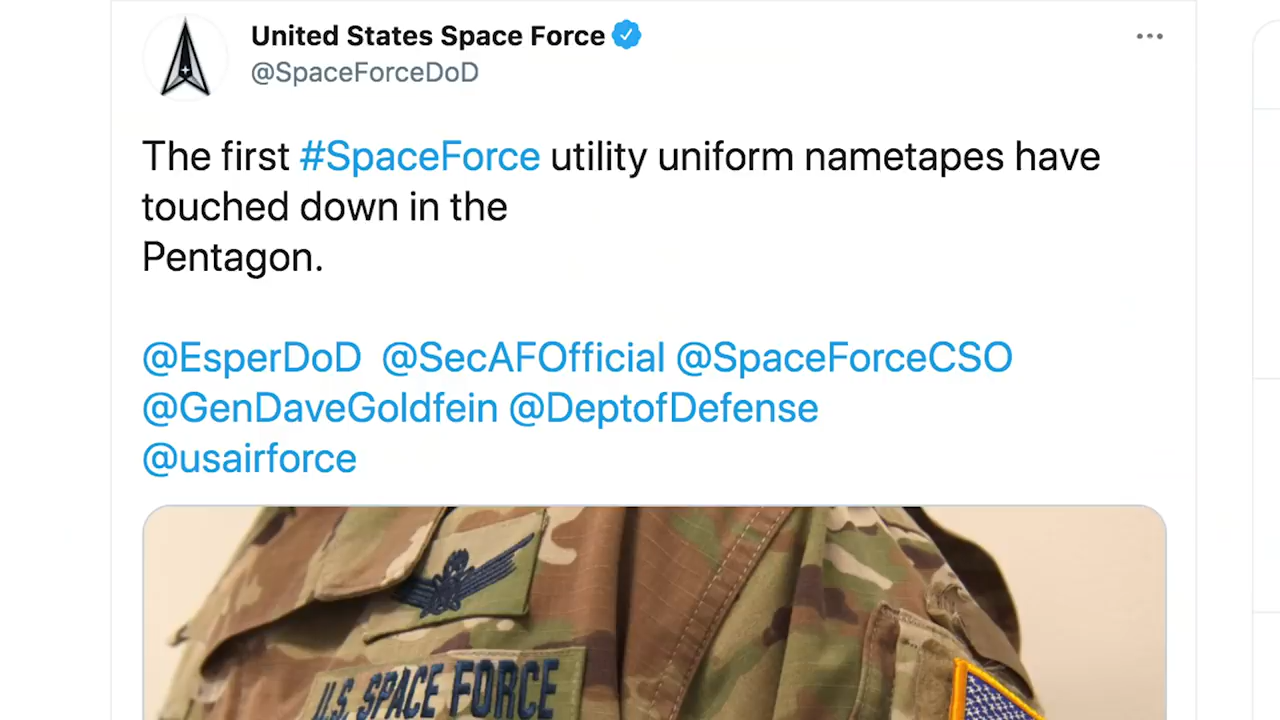 United States Space Force
@SpaceForceDoD
The first #SpaceForce utility uniform nametapes have
touched down in the
Pentagon.
@EsperDoD @SecAFOfficial @SpaceForceCSO
@GenDaveGoldfein @DeptofDefense
@usairforce
U.S. SPACE FORCE